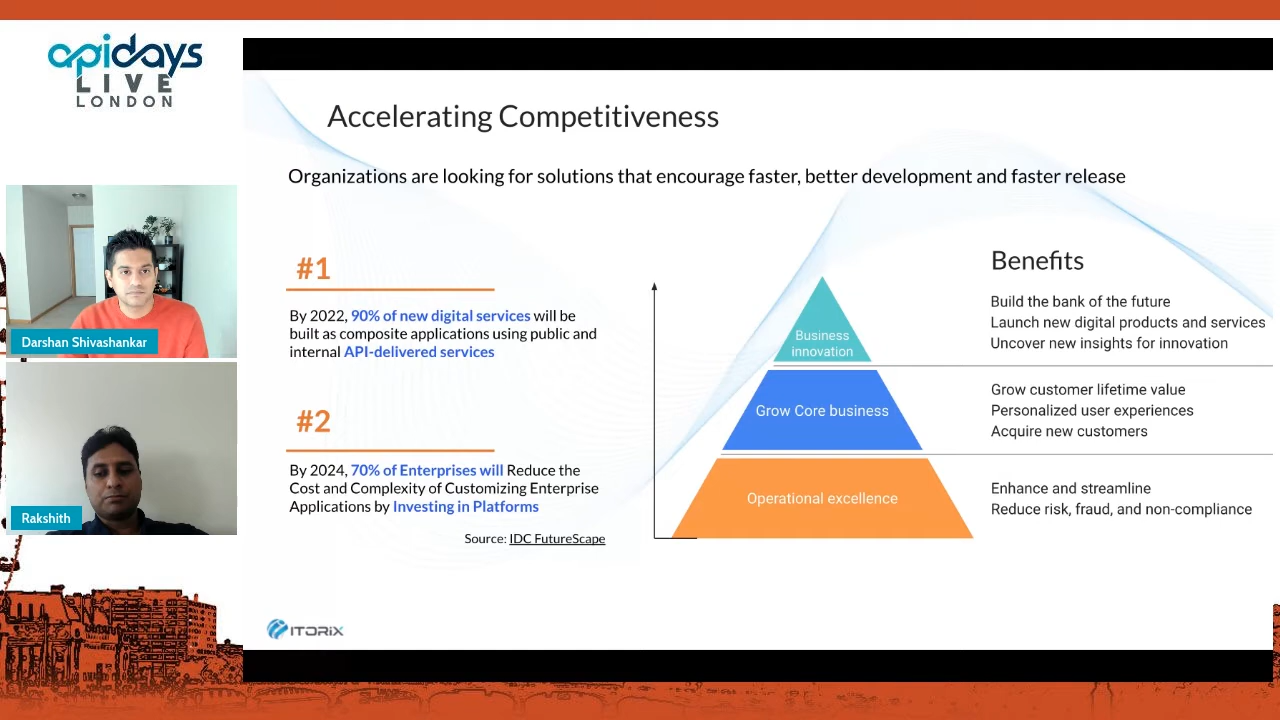 apidays
LIVE
LONDON
Darshan Shivashankar
Rakshith
Accelerating Competitiveness
Organizations are looking for solutions that encourage faster, better development and faster release
#1
By 2022, 90% of new digital services will be
built as composite applications using public and
internal API-delivered services
#2
By 2024, 70% of Enterprises will Reduce the
Cost and Complexity of Customizing Enterprise
Applications by Investing in Platforms
Source: IDC FutureScape
Business
innovation
Grow Core business
Operational excellence
Benefits
Build the bank of the future
Launch new digital products and services
Uncover new insights for innovation
Grow customer lifetime value
Personalized user experiences
Acquire new customers
Enhance and streamline
Reduce risk, fraud, and non-compliance
ITORIX